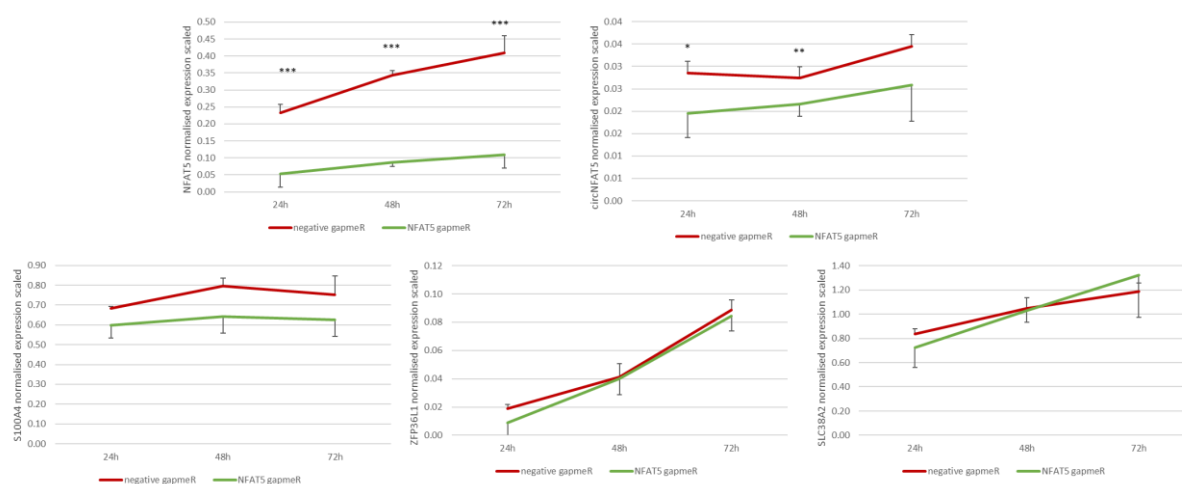 NFAT5 normalised expression scaled
0.50
0.45
0.40
0.35
0.30
0.25
0.20
0.15
0.10
0.05
0.00
***
***
***
24h
48h
72h
negative gapmeR
NFAT5 gapmeR
circNFAT5 normalised expression scaled
0.04
0.04
0.03
0.03
0.02
0.02
0.01
0.01
0.00
*
**
24h
48h
72h
negative gapmeR
NFAT5 gapmeR
S100A4 normalised expression scaled
0.90
0.80
0.70
0.60
0.50
0.40
0.30
0.20
0.10
0.00
24h
48h
72h
negative gapmeR
NFAT5 gapmeR
ZFP36L1 normalised expression scaled
0.12
0.10
0.08
0.06
0.04
0.02
0.00
24h
48h
72h
negative gapmeR
NFAT5 gapmeR
SLC38A2 normalised expression scaled
1.40
1.20
1.00
0.80
0.60
0.40
0.20
0.00
24h
48h
72h
negative gapmeR
NFAT5 gapmeR